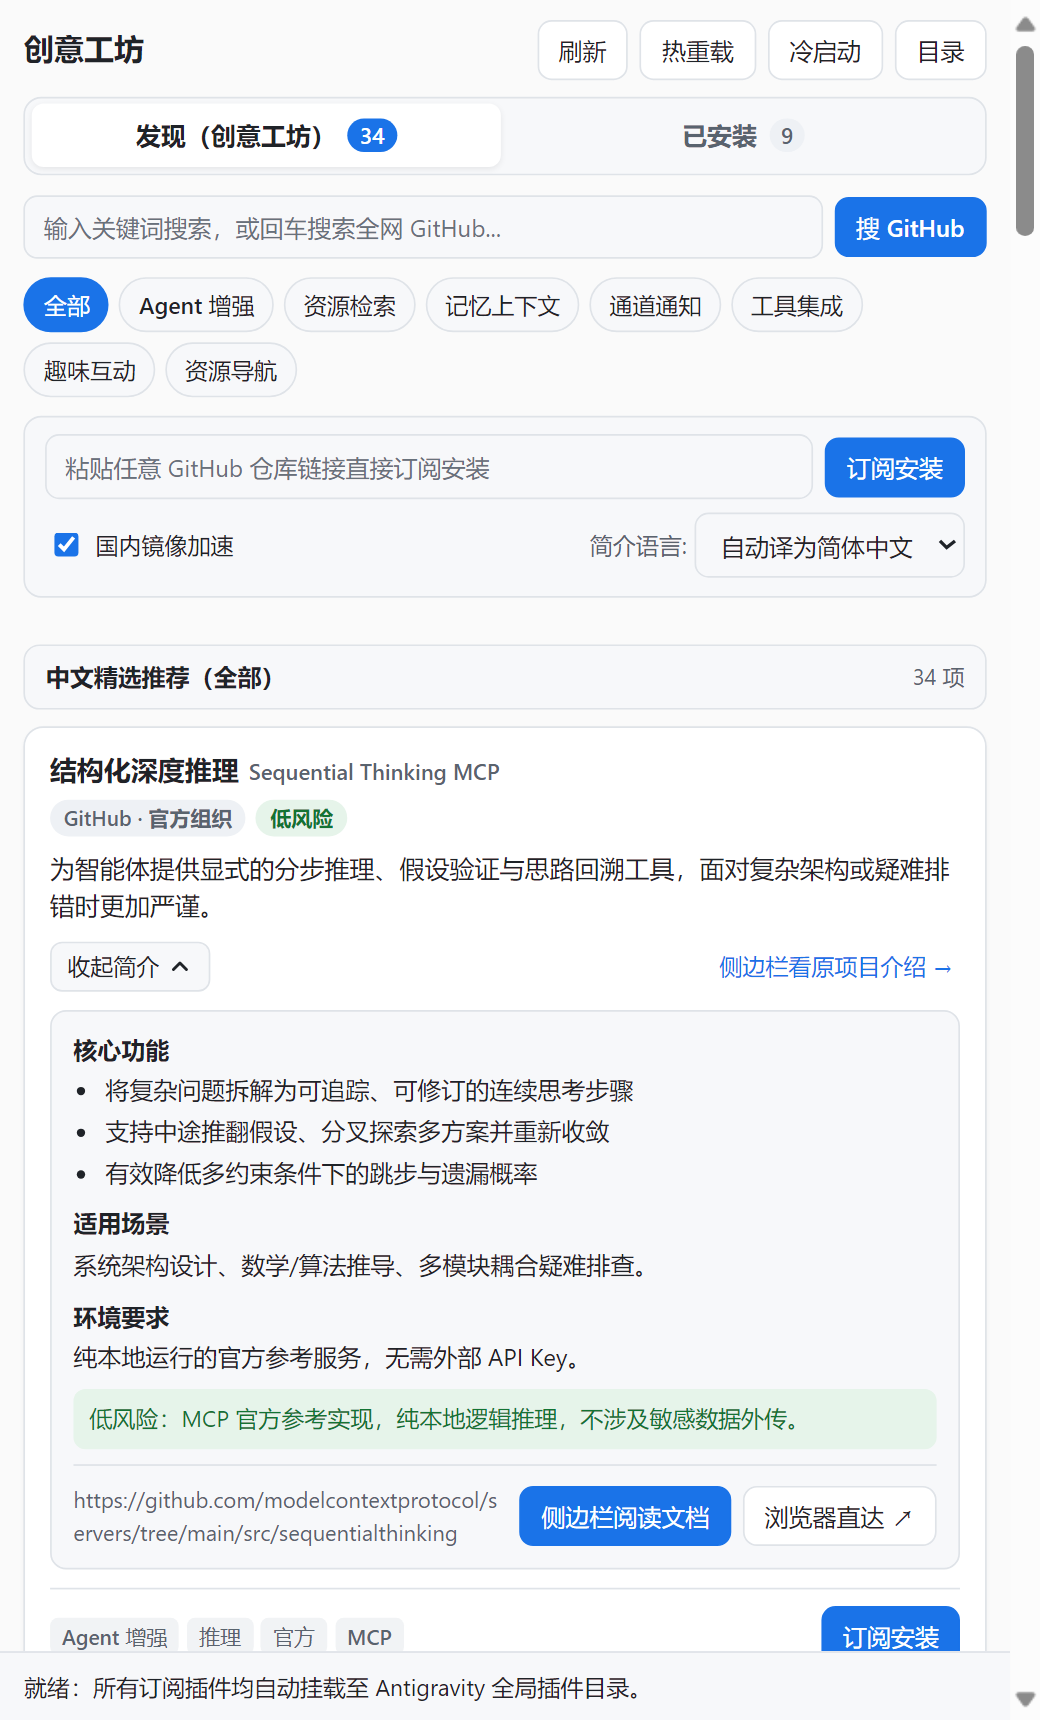 创意工坊
刷新 热重载 冷启动 目录
发现（创意工坊） 34 已安装 9
输入关键词搜索，或回车搜索全网 GitHub... 搜 GitHub
全部 Agent 增强 资源检索 记忆上下文 通道通知 工具集成
趣味互动 资源导航
粘贴任意 GitHub 仓库链接直接订阅安装 订阅安装
国内镜像加速 简介语言: 自动译为简体中文
中文精选推荐（全部） 34 项
结构化深度推理 Sequential Thinking MCP
GitHub · 官方组织 低风险
为智能体提供显式的分步推理、假设验证与思路回溯工具，面对复杂架构或疑难排
错时更加严谨。
收起简介 侧边栏看原项目介绍 →
核心功能
• 将复杂问题拆解为可追踪、可修订的连续思考步骤
• 支持中途推翻假设、分叉探索多方案并重新收敛
• 有效降低多约束条件下的跳步与遗漏概率
适用场景
系统架构设计、数学/算法推导、多模块耦合疑难排查。
环境要求
纯本地运行的官方参考服务，无需外部 API Key。
低风险：MCP 官方参考实现，纯本地逻辑推理，不涉及敏感数据外传。
https://github.com/modelcontextprotocol/s
ervers/tree/main/src/sequentialthinking
侧边栏阅读文档 浏览器直达 ↗
Agent 增强 推理 官方 MCP 订阅安装
就绪：所有订阅插件均自动挂载至 Antigravity 全局插件目录。